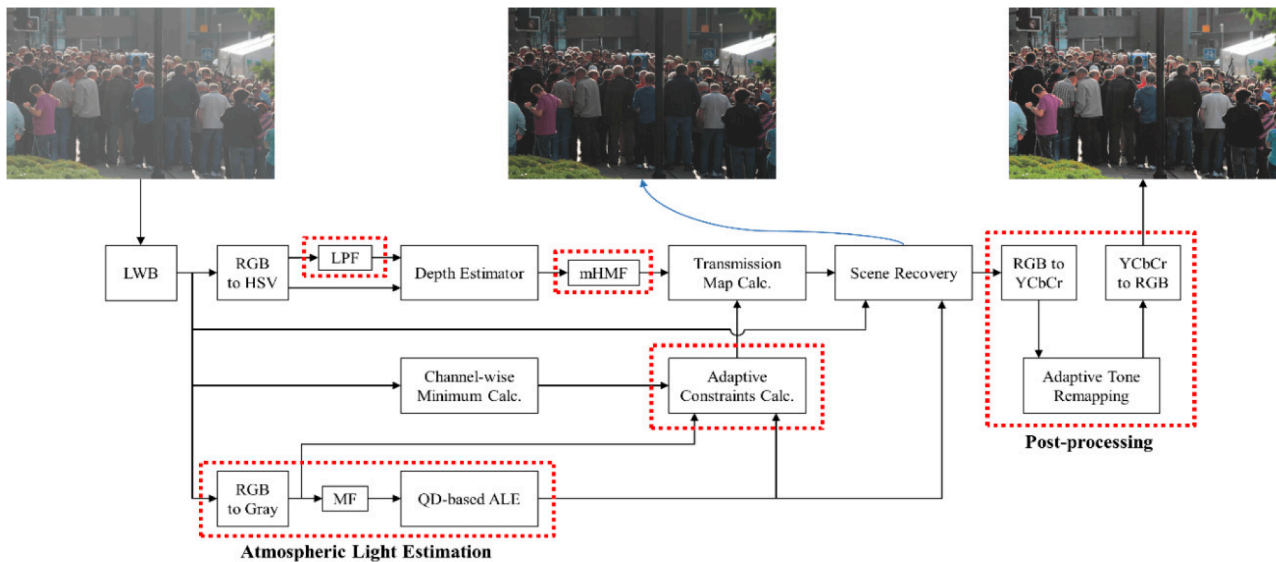 LWB
RGB
to HSV
LPF
Depth Estimator
mHMF
Transmission
Map Calc.
Scene Recovery
RGB to
YCbCr
YCbCr
to RGB
Channel-wise
Minimum Calc.
Adaptive
Constraints Calc.
Adaptive Tone
Remapping
Post-processing
RGB
to Gray
MF
QD-based ALE
Atmospheric Light Estimation